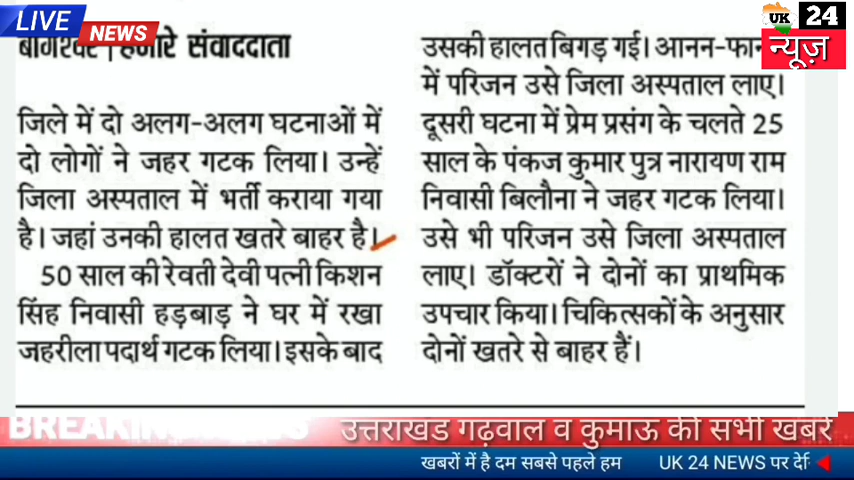 LIVE
NEWS
UK 24
न्यूज़
बागेश्वर | हमारे संवाददाता
जिले में दो अलग-अलग घटनाओं में
दो लोगों ने जहर गटक लिया। उन्हें
जिला अस्पताल में भर्ती कराया गया
है। जहां उनकी हालत खतरे बाहर है।
50 साल की रेवती देवी पत्नी किशन
सिंह निवासी हड़बाड़ ने घर में रखा
जहरीला पदार्थ गटक लिया। इसके बाद
उसकी हालत बिगड़ गई। आनन-फान
में परिजन उसे जिला अस्पताल लाए।
दूसरी घटना में प्रेम प्रसंग के चलते 25
साल के पंकज कुमार पुत्र नारायण राम
निवासी बिलौना ने जहर गटक लिया।
उसे भी परिजन उसे जिला अस्पताल
लाए। डॉक्टरों ने दोनों का प्राथमिक
उपचार किया। चिकित्सकों के अनुसार
दोनों खतरे से बाहर हैं।
BREAKING NEWS
उत्तराखंड गढ़वाल व कुमाऊ की सभी खबरें
खबरों में है दम सबसे पहले हम UK 24 NEWS पर दे